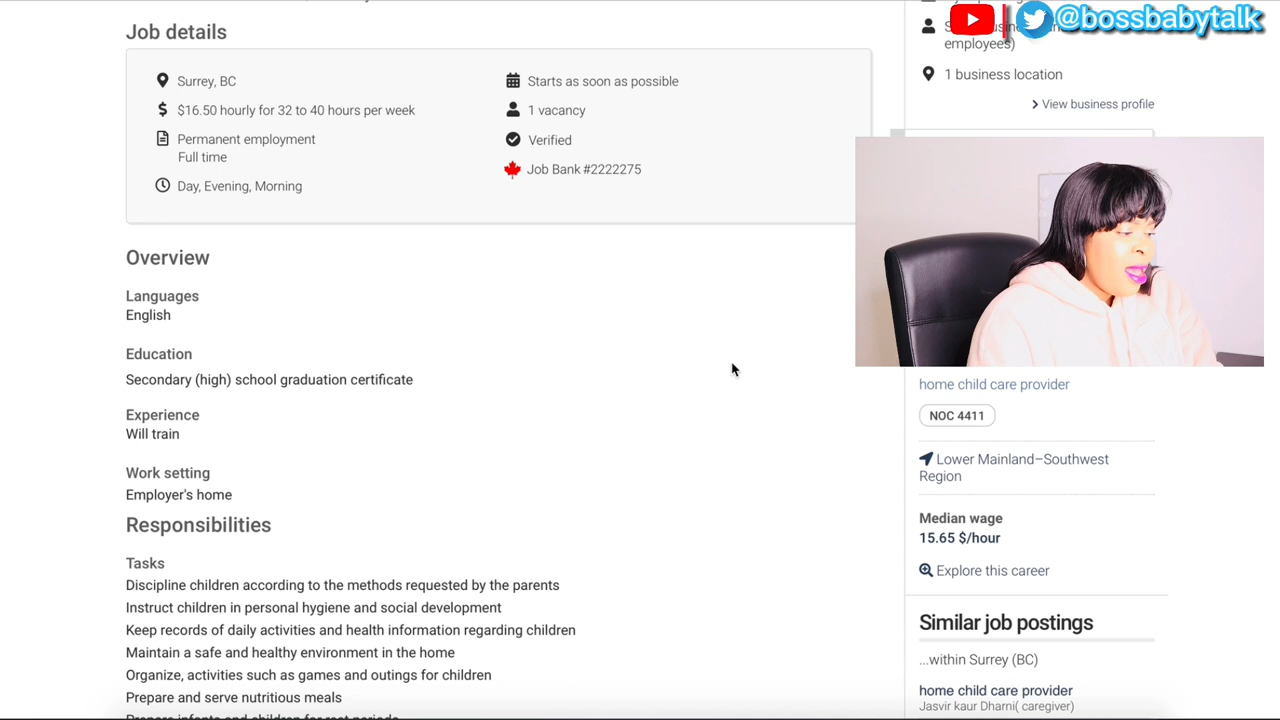 @bossbabytalk
Job details
Surrey, BC
$16.50 hourly for 32 to 40 hours per week
Permanent employment
Full time
Day, Evening, Morning
Starts as soon as possible
1 vacancy
Verified
Job Bank #2222275
Overview
Languages
English
Education
Secondary (high) school graduation certificate
Experience
Will train
Work setting
Employer's home
Responsibilities
Tasks
Discipline children according to the methods requested by the parents
Instruct children in personal hygiene and social development
Keep records of daily activities and health information regarding children
Maintain a safe and healthy environment in the home
Organize, activities such as games and outings for children
Prepare and serve nutritious meals
Prepare infants and children for rest periods
employees)
1 business location
View business profile
home child care provider
NOC 4411
Lower Mainland–Southwest
Region
Median wage
15.65 $/hour
Explore this career
Similar job postings
...within Surrey (BC)
home child care provider
Jasvir kaur Dharni( caregiver)